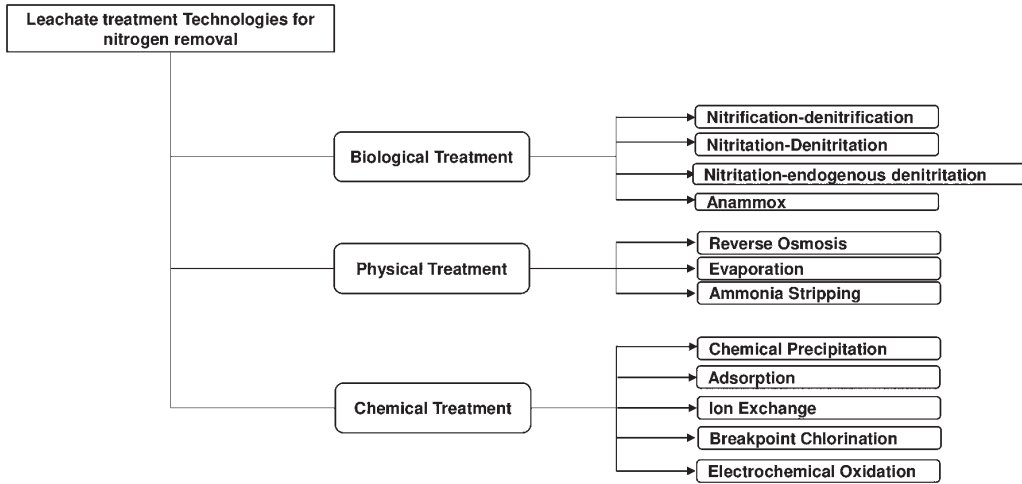 Leachate treatment Technologies for
nitrogen removal
Biological Treatment
Nitrification-denitrification
Nitritation-Denitritation
Nitritation-endogenous denitritation
Anammox
Physical Treatment
Reverse Osmosis
Evaporation
Ammonia Stripping
Chemical Treatment
Chemical Precipitation
Adsorption
Ion Exchange
Breakpoint Chlorination
Electrochemical Oxidation